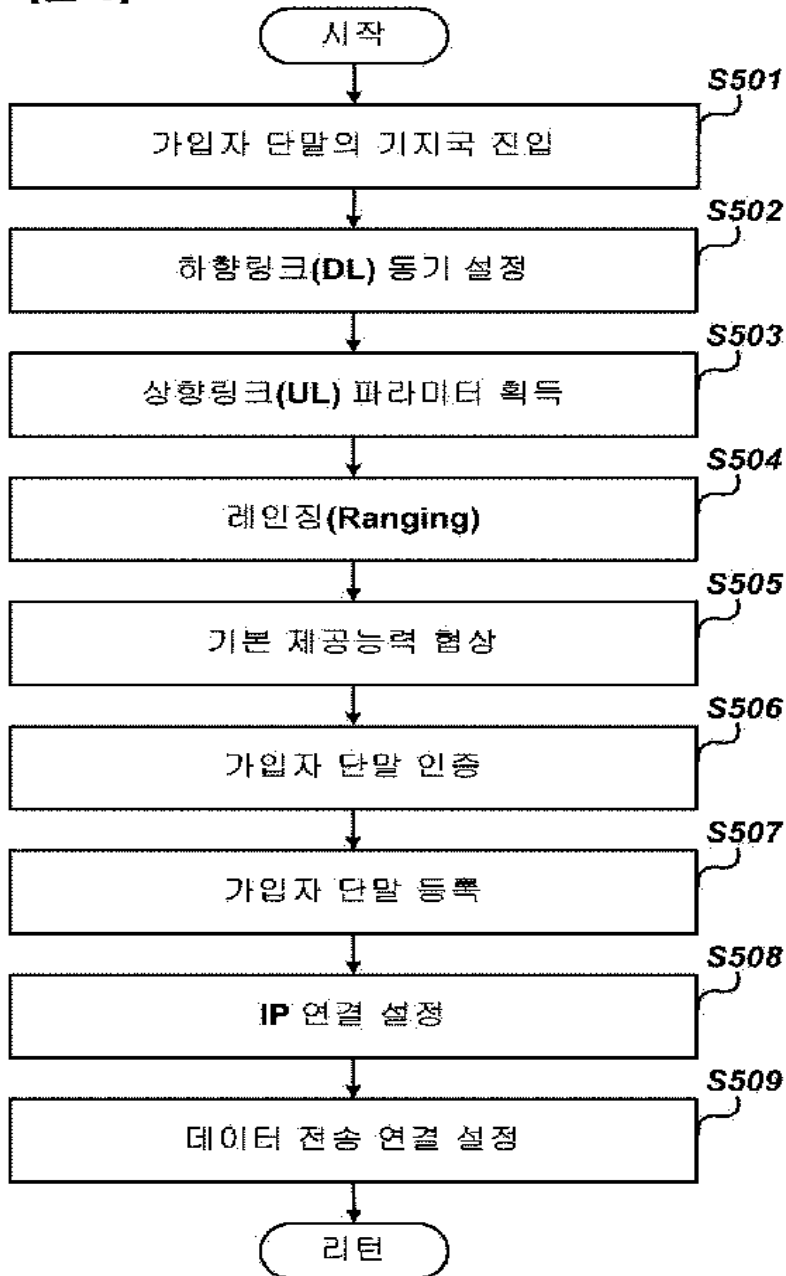 시작
S501
가입자 단말의 기지국 진입
S502
하향링크(DL) 동기 설정
S503
상향링크(UL) 파라미터 획득
S504
레인징(Ranging)
S505
기본 제공능력 협상
S506
가입자 단말 인증
S507
가입자 단말 등록
S508
IP 연결 설정
S509
데이터 전송 연결 설정
리턴